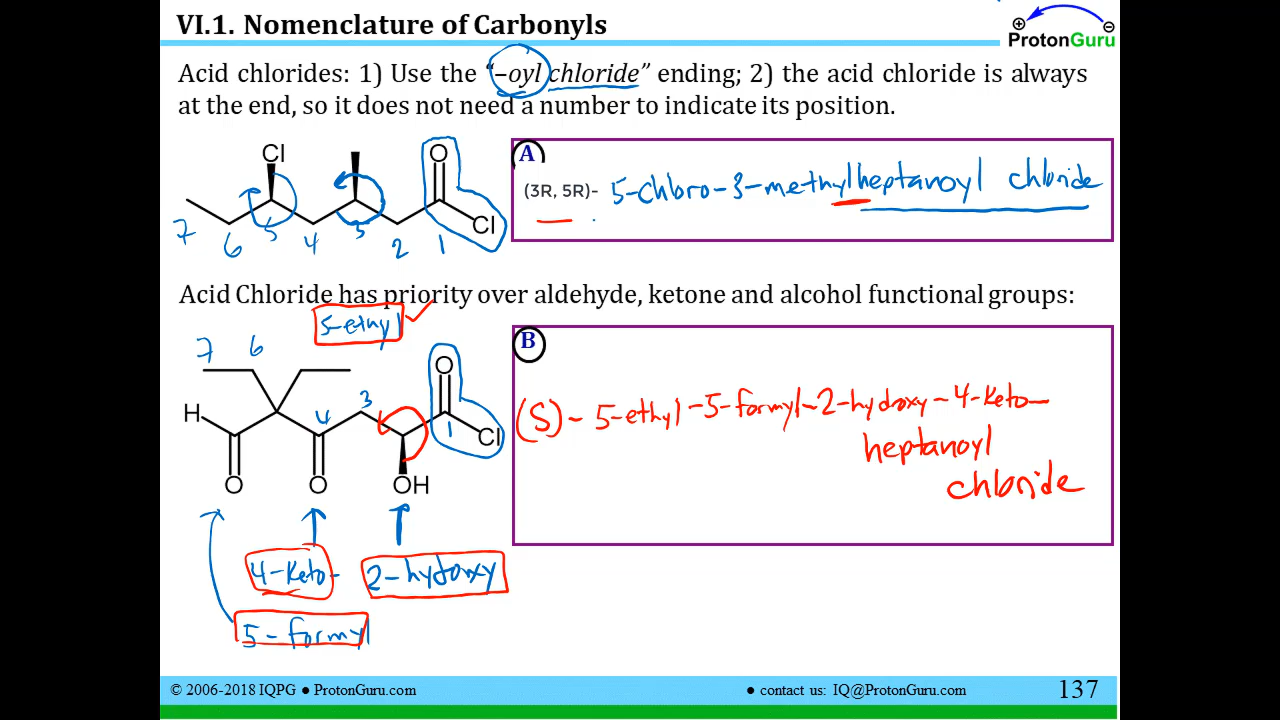 VI.1. Nomenclature of Carbonyls
ProtonGuru
Acid chlorides: 1) Use the “–oyl chloride” ending; 2) the acid chloride is always
at the end, so it does not need a number to indicate its position.
Cl
O
Cl
7 6 5 4 3 2 1
A
(3R, 5R)- 5-chloro-3-methylheptanoyl chloride
Acid Chloride has priority over aldehyde, ketone and alcohol functional groups:
5-ethyl
7 6
O
H
3
4
1
Cl
O
O
OH
B
(S)-5-ethyl-5-formyl-2-hydroxy-4-keto-
heptanoyl
chloride
4-keto-
2-hydroxy
5-formyl
© 2006-2018 IQPG ● ProtonGuru.com
● contact us: IQ@ProtonGuru.com
137